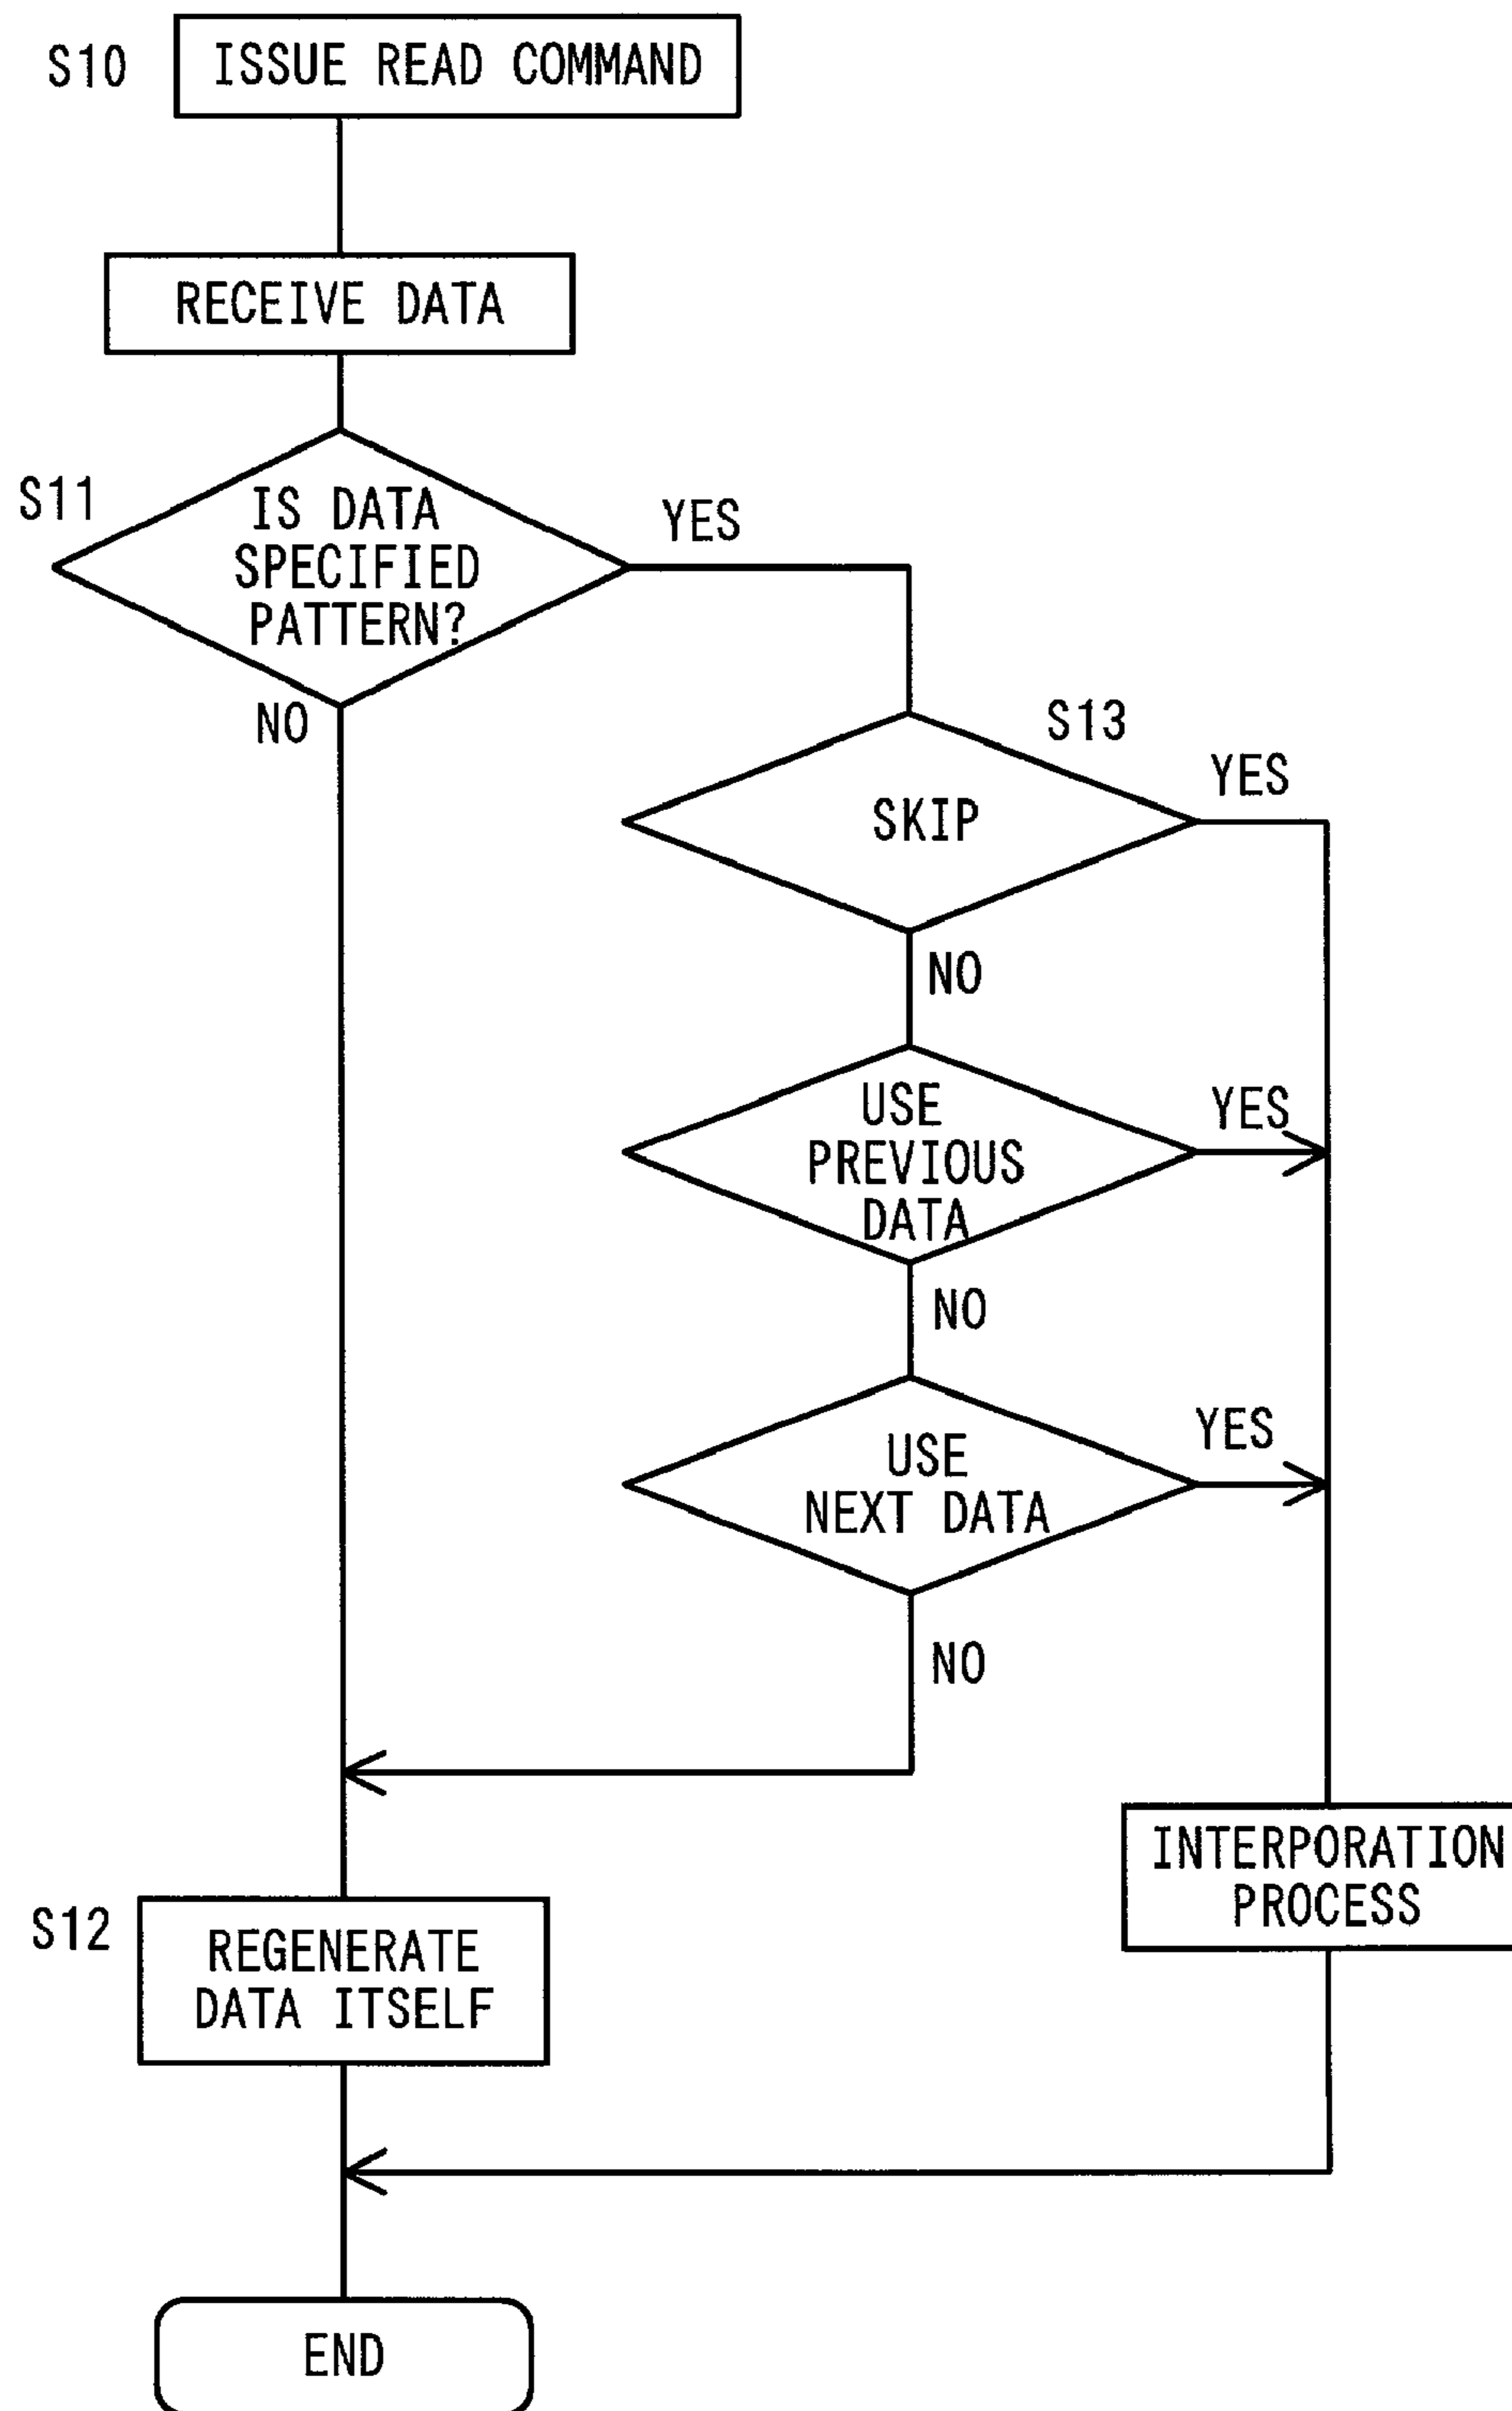 S10
ISSUE READ COMMAND
RECEIVE DATA
S11
IS DATA
SPECIFIED
PATTERN?
YES
NO
S13
SKIP
YES
NO
USE
PREVIOUS
DATA
YES
NO
USE
NEXT DATA
YES
NO
INTERPORATION
PROCESS
S12
REGENERATE
DATA ITSELF
END